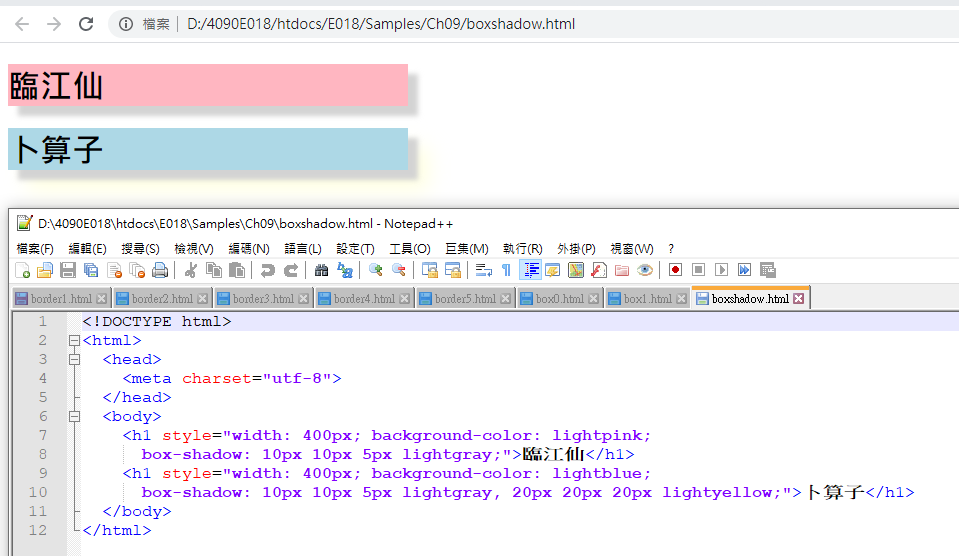 檔案 | D:/4090E018/htdocs/E018/Samples/Ch09/boxshadow.html
臨江仙
卜算子
D:\4090E018\htdocs\E018\Samples\Ch09\boxshadow.html - Notepad++
檔案(F) 編輯(E) 搜尋(S) 檢視(V) 編碼(N) 語言(L) 設定(T) 工具(O) 巨集(M) 執行(R) 外掛(P) 視窗(W) ?
border1.html border2.html border3.html border4.html border5.html box0.html box1.html boxshadow.html
1 <!DOCTYPE html>
2 <html>
3 <head>
4 <meta charset="utf-8">
5 </head>
6 <body>
7 <h1 style="width: 400px; background-color: lightpink;
8 box-shadow: 10px 10px 5px lightgray;">臨江仙</h1>
9 <h1 style="width: 400px; background-color: lightblue;
10 box-shadow: 10px 10px 5px lightgray, 20px 20px 20px lightyellow;">卜算子</h1>
11 </body>
12 </html>